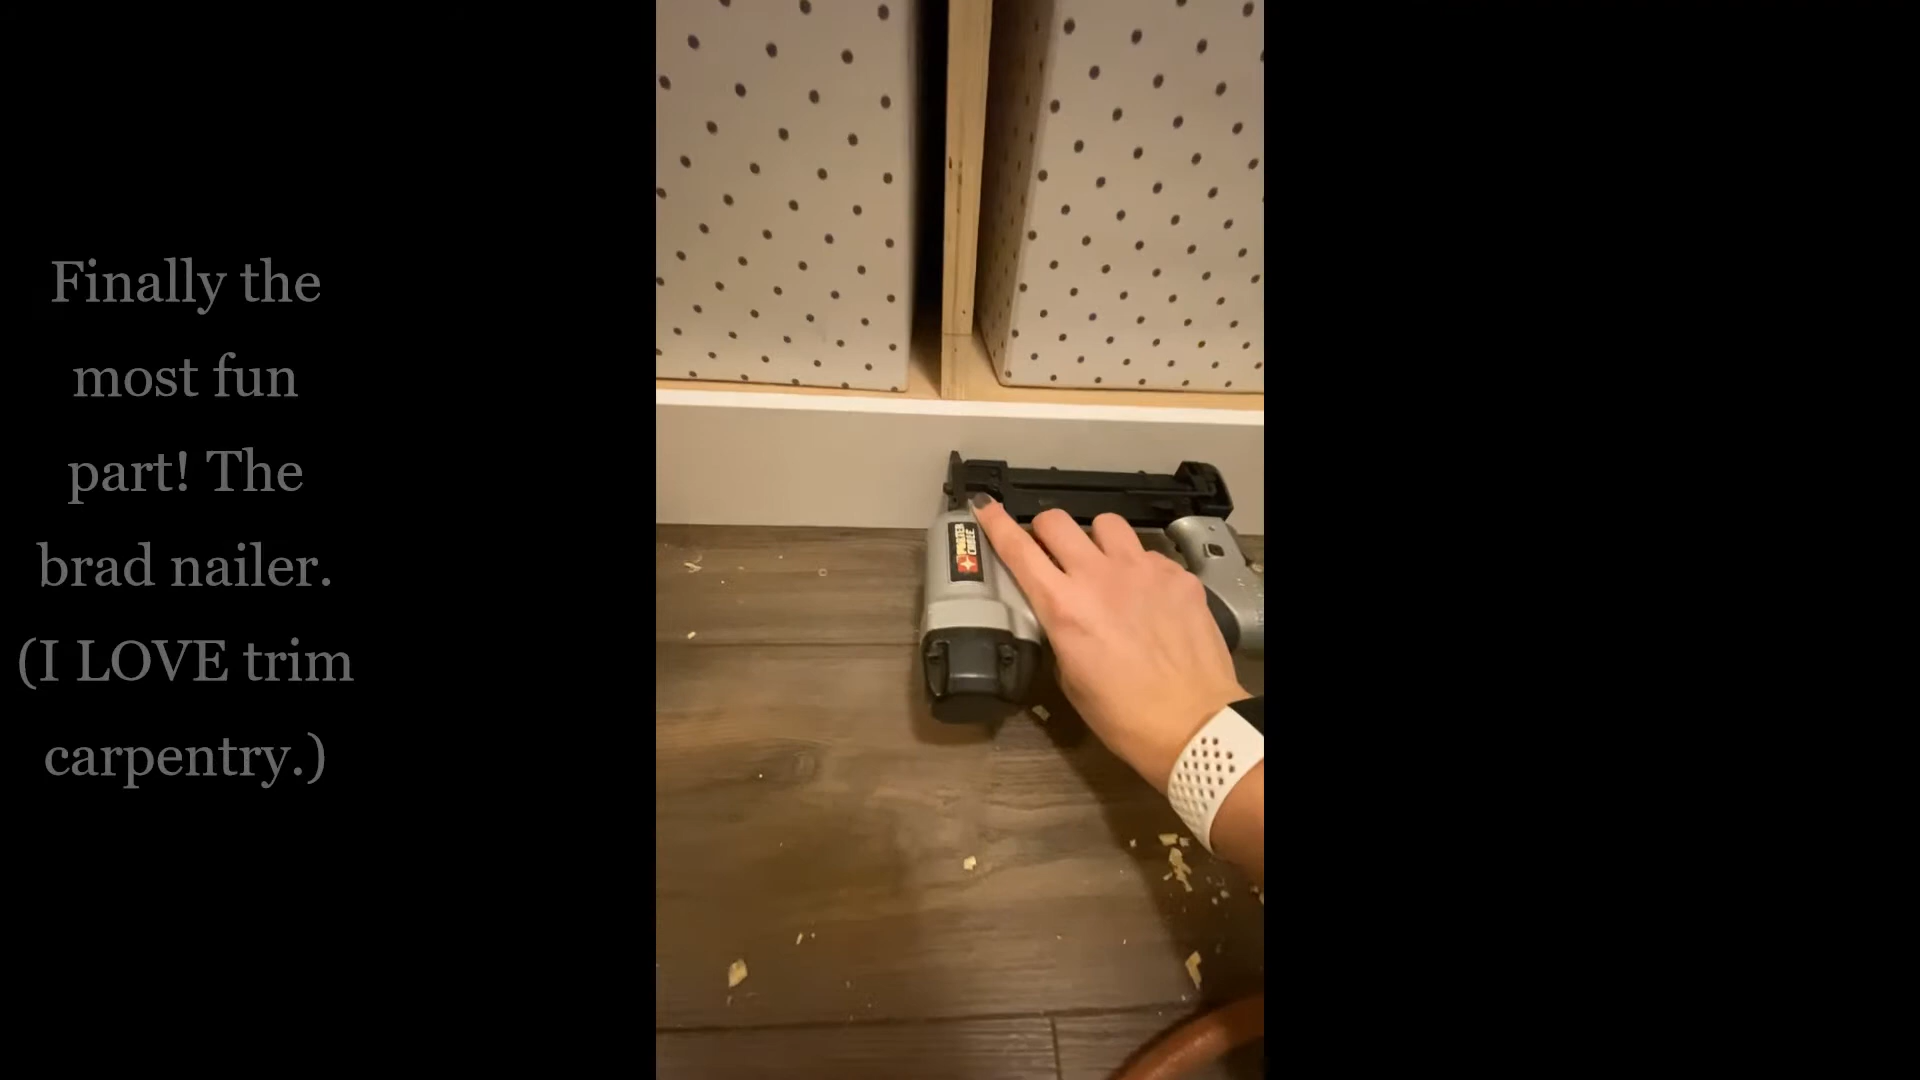 Finally the
most fun
part! The
brad nailer.
(I LOVE trim
carpentry.)
PORTER
CABLE